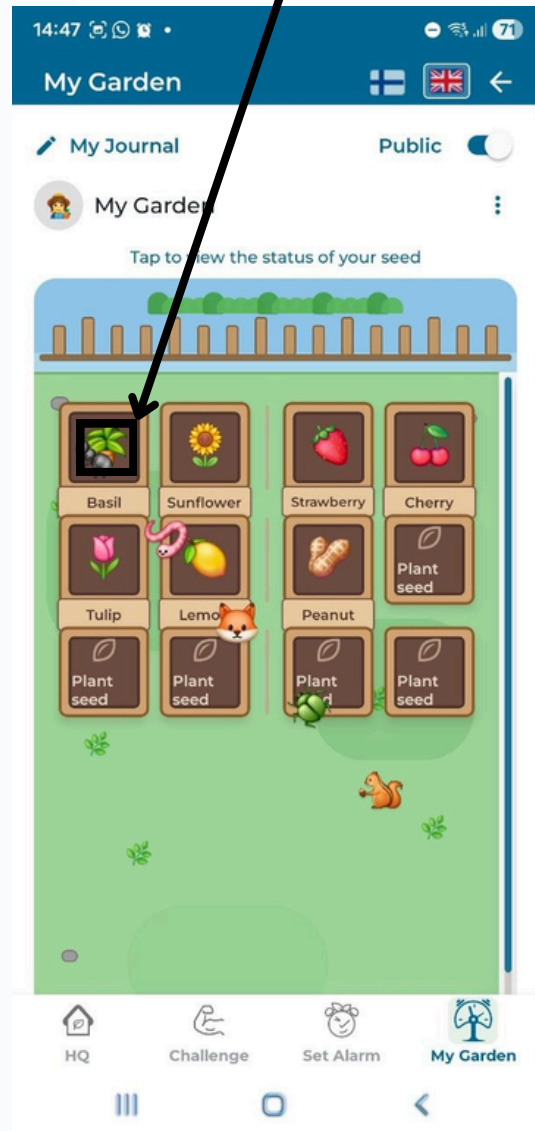 14:47
71
My Garden
My Journal
Public
My Garden
Tap to view the status of your seed
Basil
Sunflower
Strawberry
Cherry
Plant
seed
Tulip
Lemo
Peanut
Plant
seed
Plant
seed
Plant
Plant
seed
HQ
Challenge
Set Alarm
My Garden